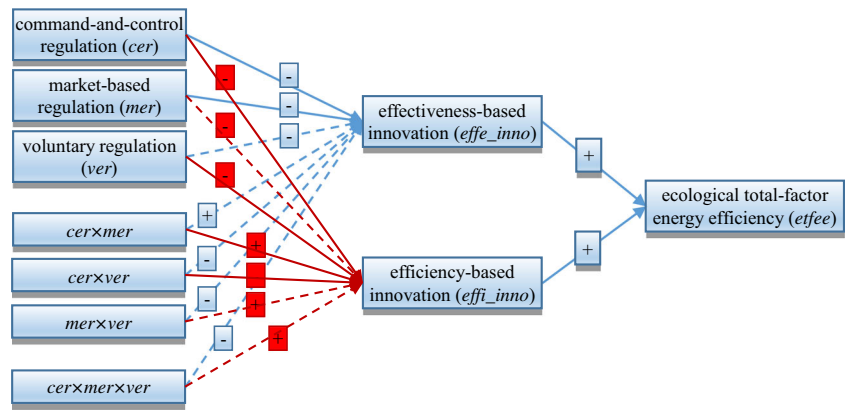 command-and-control
regulation (cer)
market-based
regulation (mer)
voluntary regulation
(ver)
cer×mer
cer×ver
mer×ver
cer×mer×ver
-
-
-
-
-
-
+
+
-
-
+
-
+
effectiveness-based
innovation (effe_inno)
efficiency-based
innovation (effi_inno)
+
+
ecological total-factor
energy efficiency (etfee)